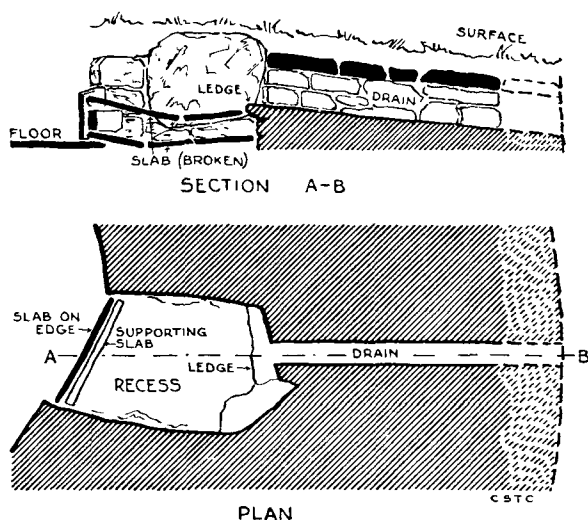 SURFACE
LEDGE
DRAIN
FLOOR
SLAB (BROKEN)
SECTION A-B
SLAB ON
EDGE
SUPPORTING
SLAB
A
DRAIN
B
LEDGE
RECESS
CSTC
PLAN